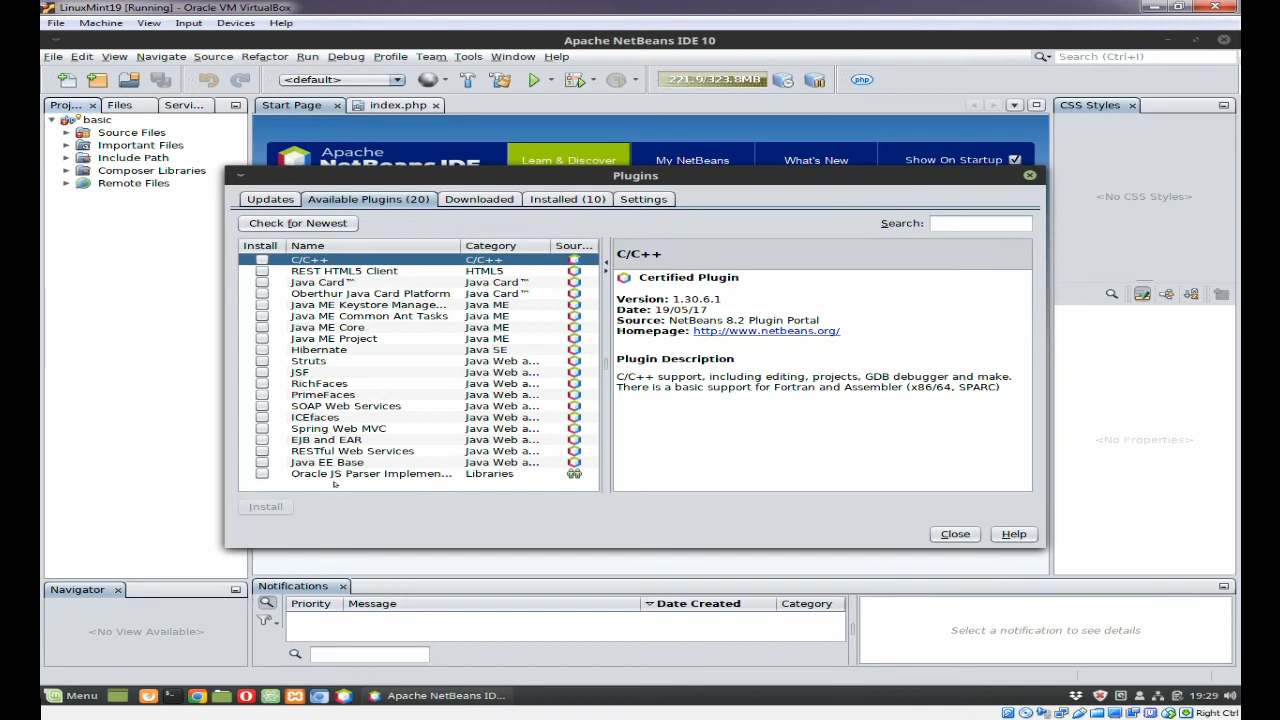 LinuxMint19 [Running] - Oracle VM VirtualBox
File Machine View Input Devices Help
Apache NetBeans IDE 10
File Edit View Navigate Source Refactor Run Debug Profile Team Tools Window Help
Search (Ctrl+I)
<default>
221.9/323.8MB
php
Proj... Files Servi...
Start Page index.php
CSS Styles
basic
Source Files
Important Files
Include Path
Composer Libraries
Remote Files
Apache
NetBeans IDE
Learn & Discover My NetBeans What's New Show On Startup
Plugins
Updates Available Plugins (20) Downloaded Installed (10) Settings
Check for Newest
Search:
Install Name Category Sour...
C/C++ C/C++
REST HTML5 Client HTML5
Java Card™ Java Card™
Oberthur Java Card Platform Java Card™
Java ME Keystore Manage... Java ME
Java ME Common Ant Tasks Java ME
Java ME Core Java ME
Java ME Project Java ME
Hibernate Java SE
Struts Java Web a...
JSF Java Web a...
RichFaces Java Web a...
PrimeFaces Java Web a...
SOAP Web Services Java Web a...
ICEfaces Java Web a...
Spring Web MVC Java Web a...
EJB and EAR Java Web a...
RESTful Web Services Java Web a...
Java EE Base Java Web a...
Oracle JS Parser Implemen... Libraries
C/C++
Certified Plugin
Version: 1.30.6.1
Date: 19/05/17
Source: NetBeans 8.2 Plugin Portal
Homepage: http://www.netbeans.org/
Plugin Description
C/C++ support, including editing, projects, GDB debugger and make.
There is a basic support for Fortran and Assembler (x86/64, SPARC)
Install
Close Help
<No CSS Styles>
<No Properties>
Navigator
<No View Available>
Notifications
Priority Message Date Created Category
Select a notification to see details
Menu
Apache NetBeans ID...
19:29
Right Ctrl